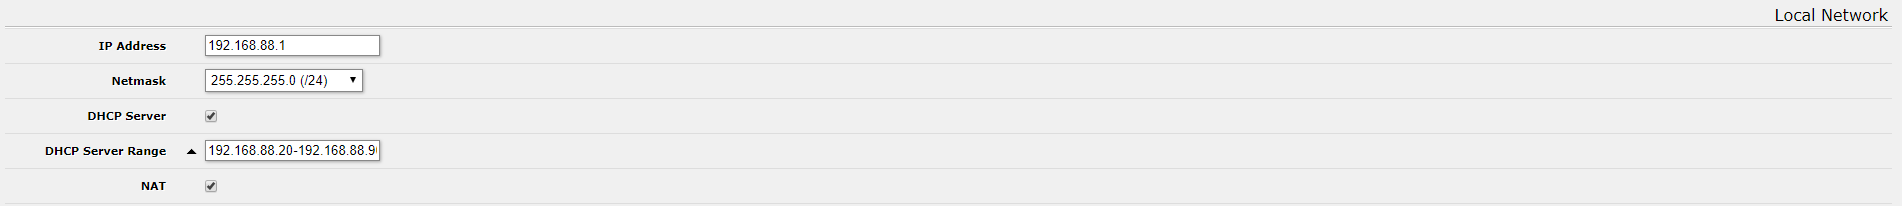 Local Network
IP Address 192.168.88.1
Netmask 255.255.255.0 (/24)
DHCP Server
DHCP Server Range 192.168.88.20-192.168.88.9
NAT